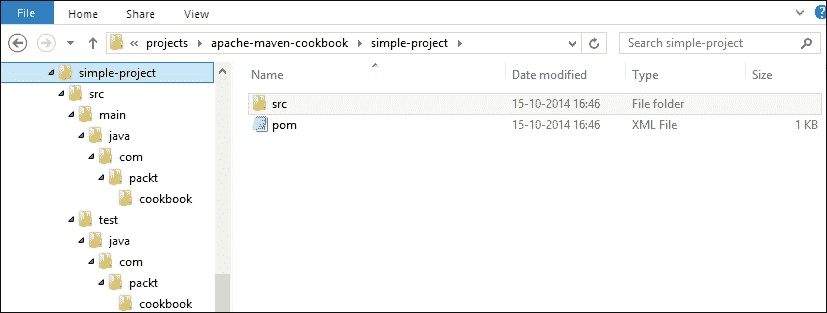 File Home Share View
« projects apache-maven-cookbook simple-project Search simple-project
simple-project
src
main
java
com
packt
cookbook
test
java
com
packt
cookbook
Name Date modified Type Size
src 15-10-2014 16:46 File folder
pom 15-10-2014 16:46 XML File 1 KB